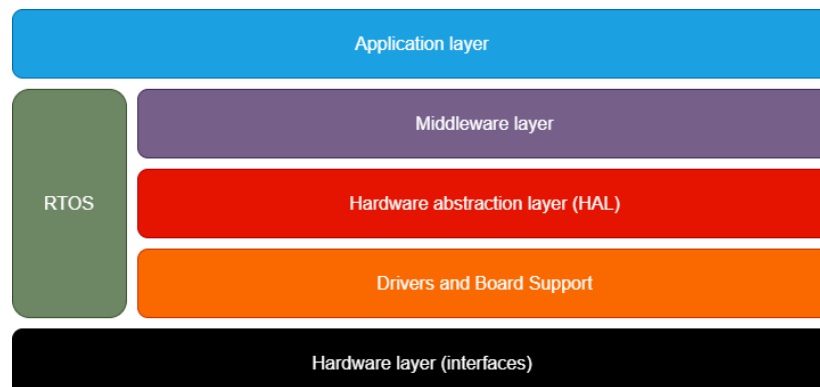 Application layer
Middleware layer
RTOS
Hardware abstraction layer (HAL)
Drivers and Board Support
Hardware layer (interfaces)